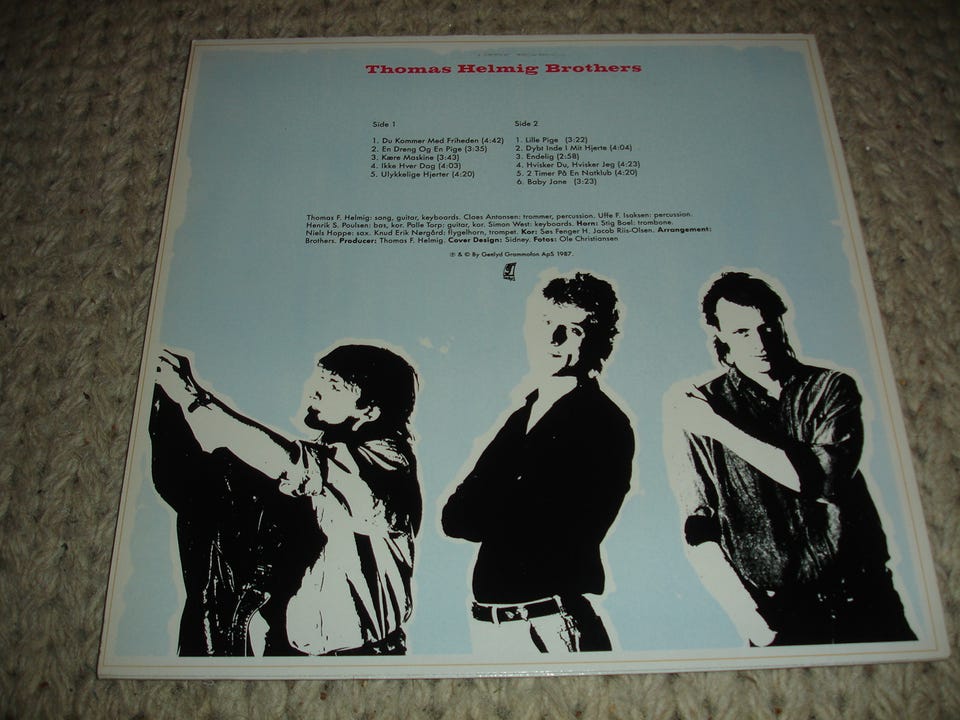 Thomas Helmig Brothers
Side 1
1. Du Kommer Med Friheden (4:42)
2. En Dreng Og En Pige (3:35)
3. Kære Maskine (3:43)
4. Ikke Hver Dag (4:03)
5. Ulykkelige Hjerter (4:20)
Side 2
1. Lille Pige (3:22)
2. Dybt Inde I Mit Hjerte (4:04)
3. Endelig (2:58)
4. Hvisker Du, Hvisker Jeg (4:23)
5. 2 Timer På En Natklub (4:20)
6. Baby Jane (3:23)
Thomas F. Helmig: sang, guitar, keyboards. Claes Antonsen: trommer, percussion. Uffe F. Isaksen: percussion.
Henrik S. Poulsen: bas, kor. Palle Torp: guitar, kor. Simon West: keyboards. Horn: Stig Boel: trombone.
Niels Hoppe: sax. Knud Erik Nørgård: flygelhorn, trompet. Kor: Søs Fenger H, Jacob Riis-Olsen. Arrangement:
Brothers. Producer: Thomas F. Helmig. Cover Design: Sidney. Fotos: Ole Christiansen
℗ & © By Genlyd Grammofon ApS 1987.